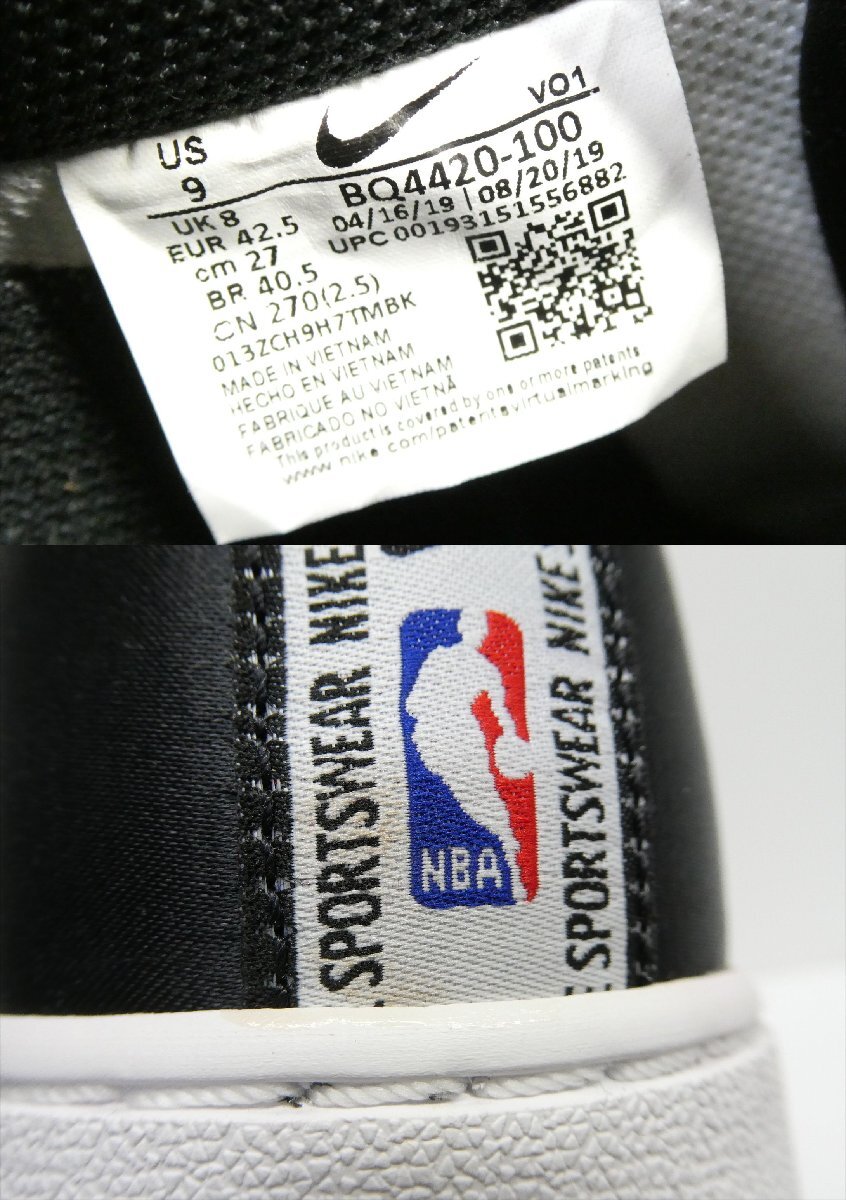 VO1
US
9
BQ4420-100
04/16/19 | 08/20/19
UPC 00193151556882
UK 8
EUR 42.5
cm 27
BR 40.5
CN 270(2.5)
013ZCH9H7TMBK
MADE IN VIETNAM
HECHO EN VIETNAM
FABRIQUE AU VIETNAM
FABRICADO NO VIETNÃ
This product is covered by one or more patents
www.nike.com/patentsvirtualmarking
SPORTSWEAR NIKE
NBA
SPORTSWEAR NIKE